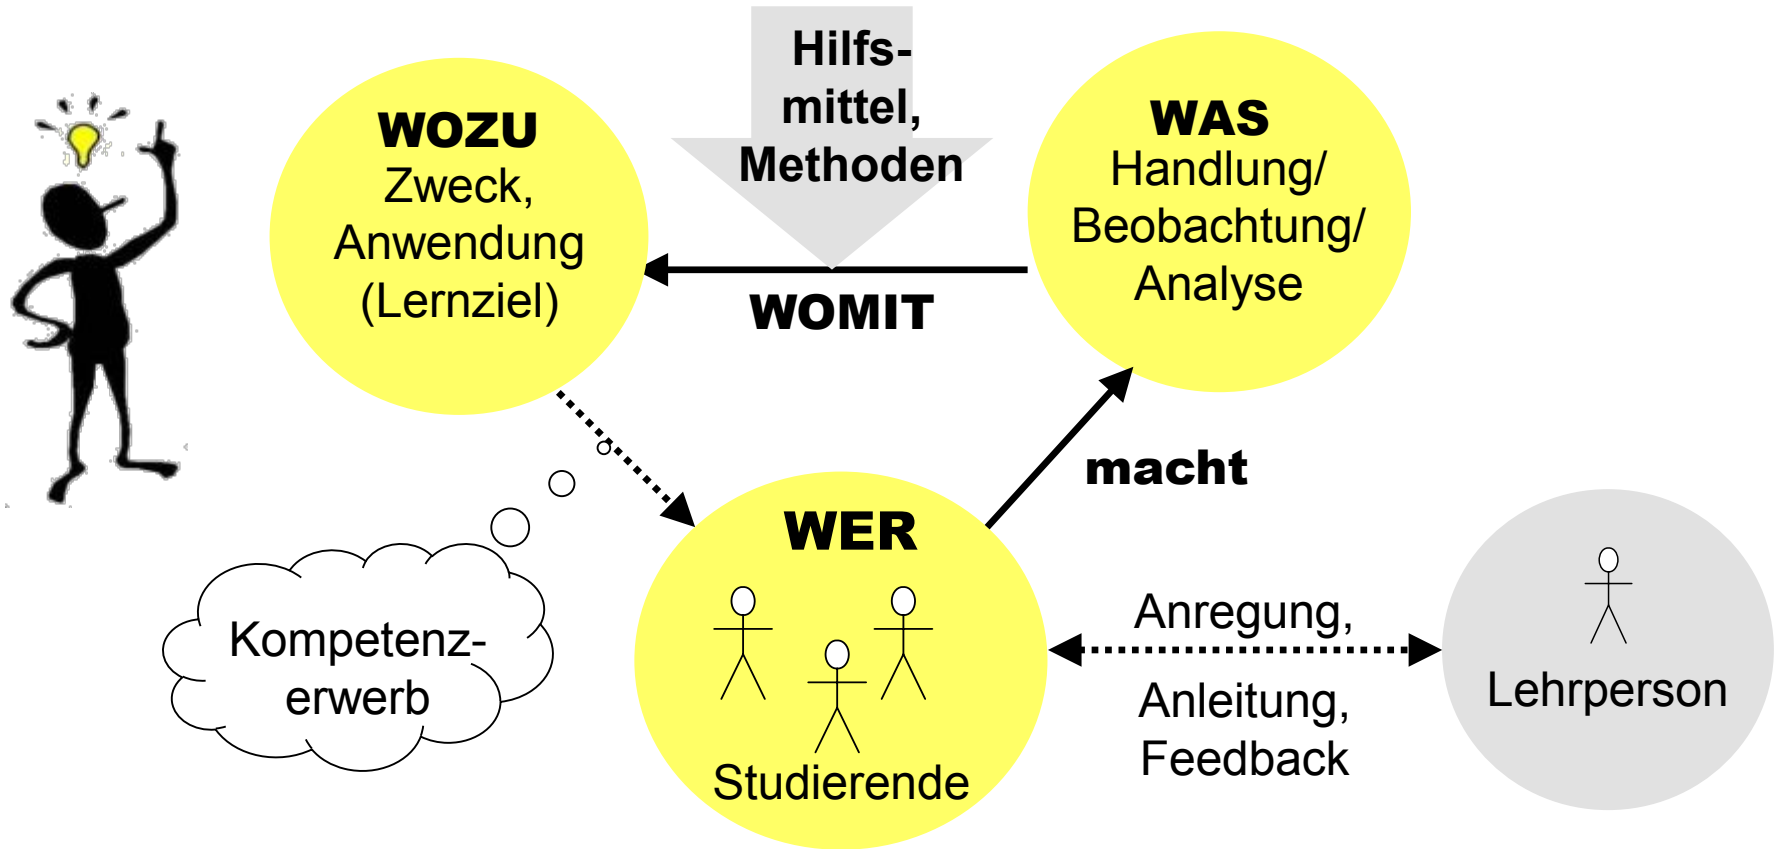 Hilfs-
mittel,
Methoden
WOZU
Zweck,
Anwendung
(Lernziel)
WAS
Handlung/
Beobachtung/
Analyse
WOMIT
macht
WER
Studierende
Kompetenz-
erwerb
Anregung,
Anleitung,
Feedback
Lehrperson